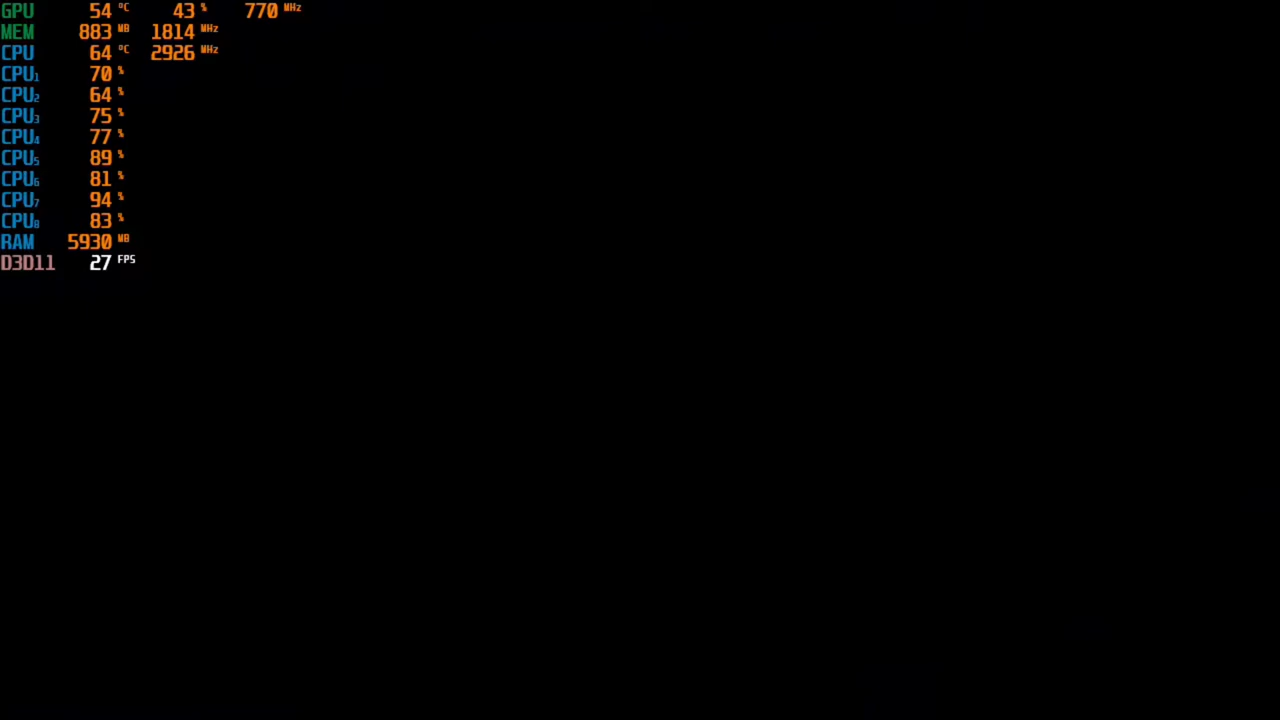 GPU 54 °C 43 % 770 MHz
MEM 883 MB 1814 MHz
CPU 64 °C 2926 MHz
CPU1 70 %
CPU2 64 %
CPU3 75 %
CPU4 77 %
CPU5 89 %
CPU6 81 %
CPU7 94 %
CPU8 83 %
RAM 5930 MB
D3D11 27 FPS